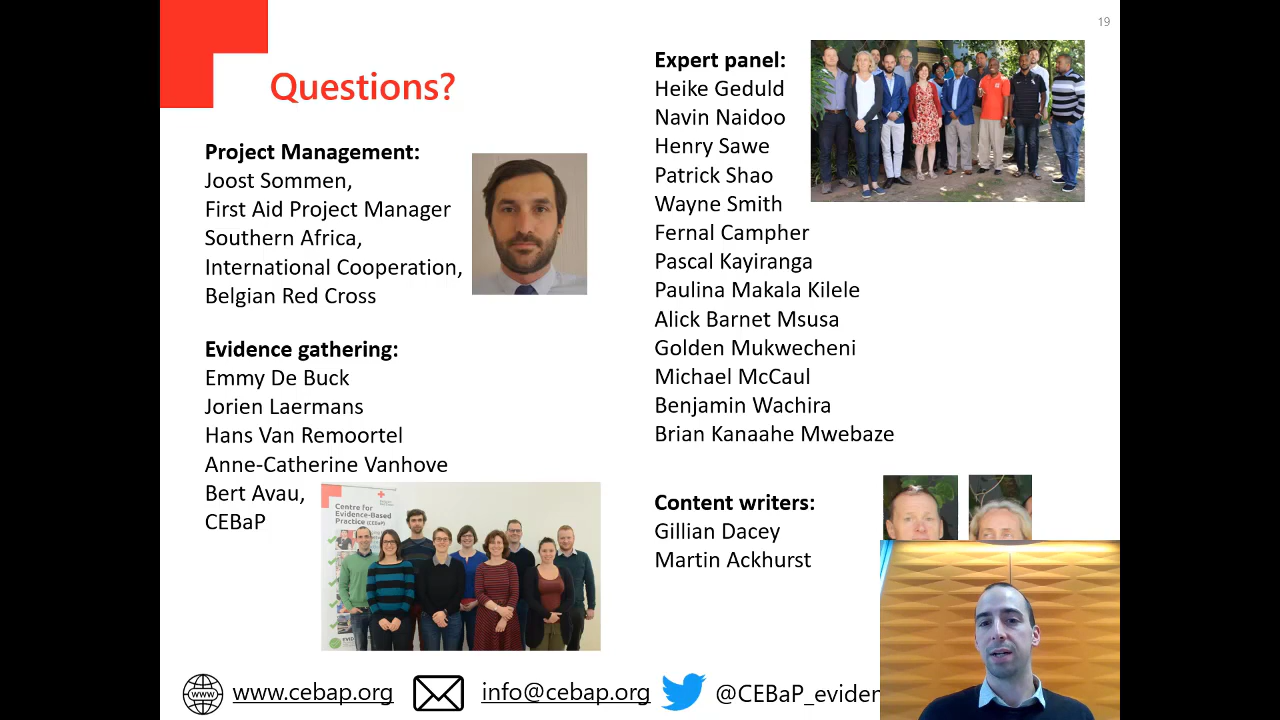 19
Questions?
Project Management:
Joost Sommen,
First Aid Project Manager
Southern Africa,
International Cooperation,
Belgian Red Cross
Evidence gathering:
Emmy De Buck
Jorien Laermans
Hans Van Remoortel
Anne-Catherine Vanhove
Bert Avau,
CEBaP
Centre for
Evidence-Based
Practice (CEBaP)
Expert panel:
Heike Geduld
Navin Naidoo
Henry Sawe
Patrick Shao
Wayne Smith
Fernal Campher
Pascal Kayiranga
Paulina Makala Kilele
Alick Barnet Msusa
Golden Mukwecheni
Michael McCaul
Benjamin Wachira
Brian Kanaahe Mwebaze
Content writers:
Gillian Dacey
Martin Ackhurst
WWW
www.cebap.org
info@cebap.org
@CEBaP_eviden